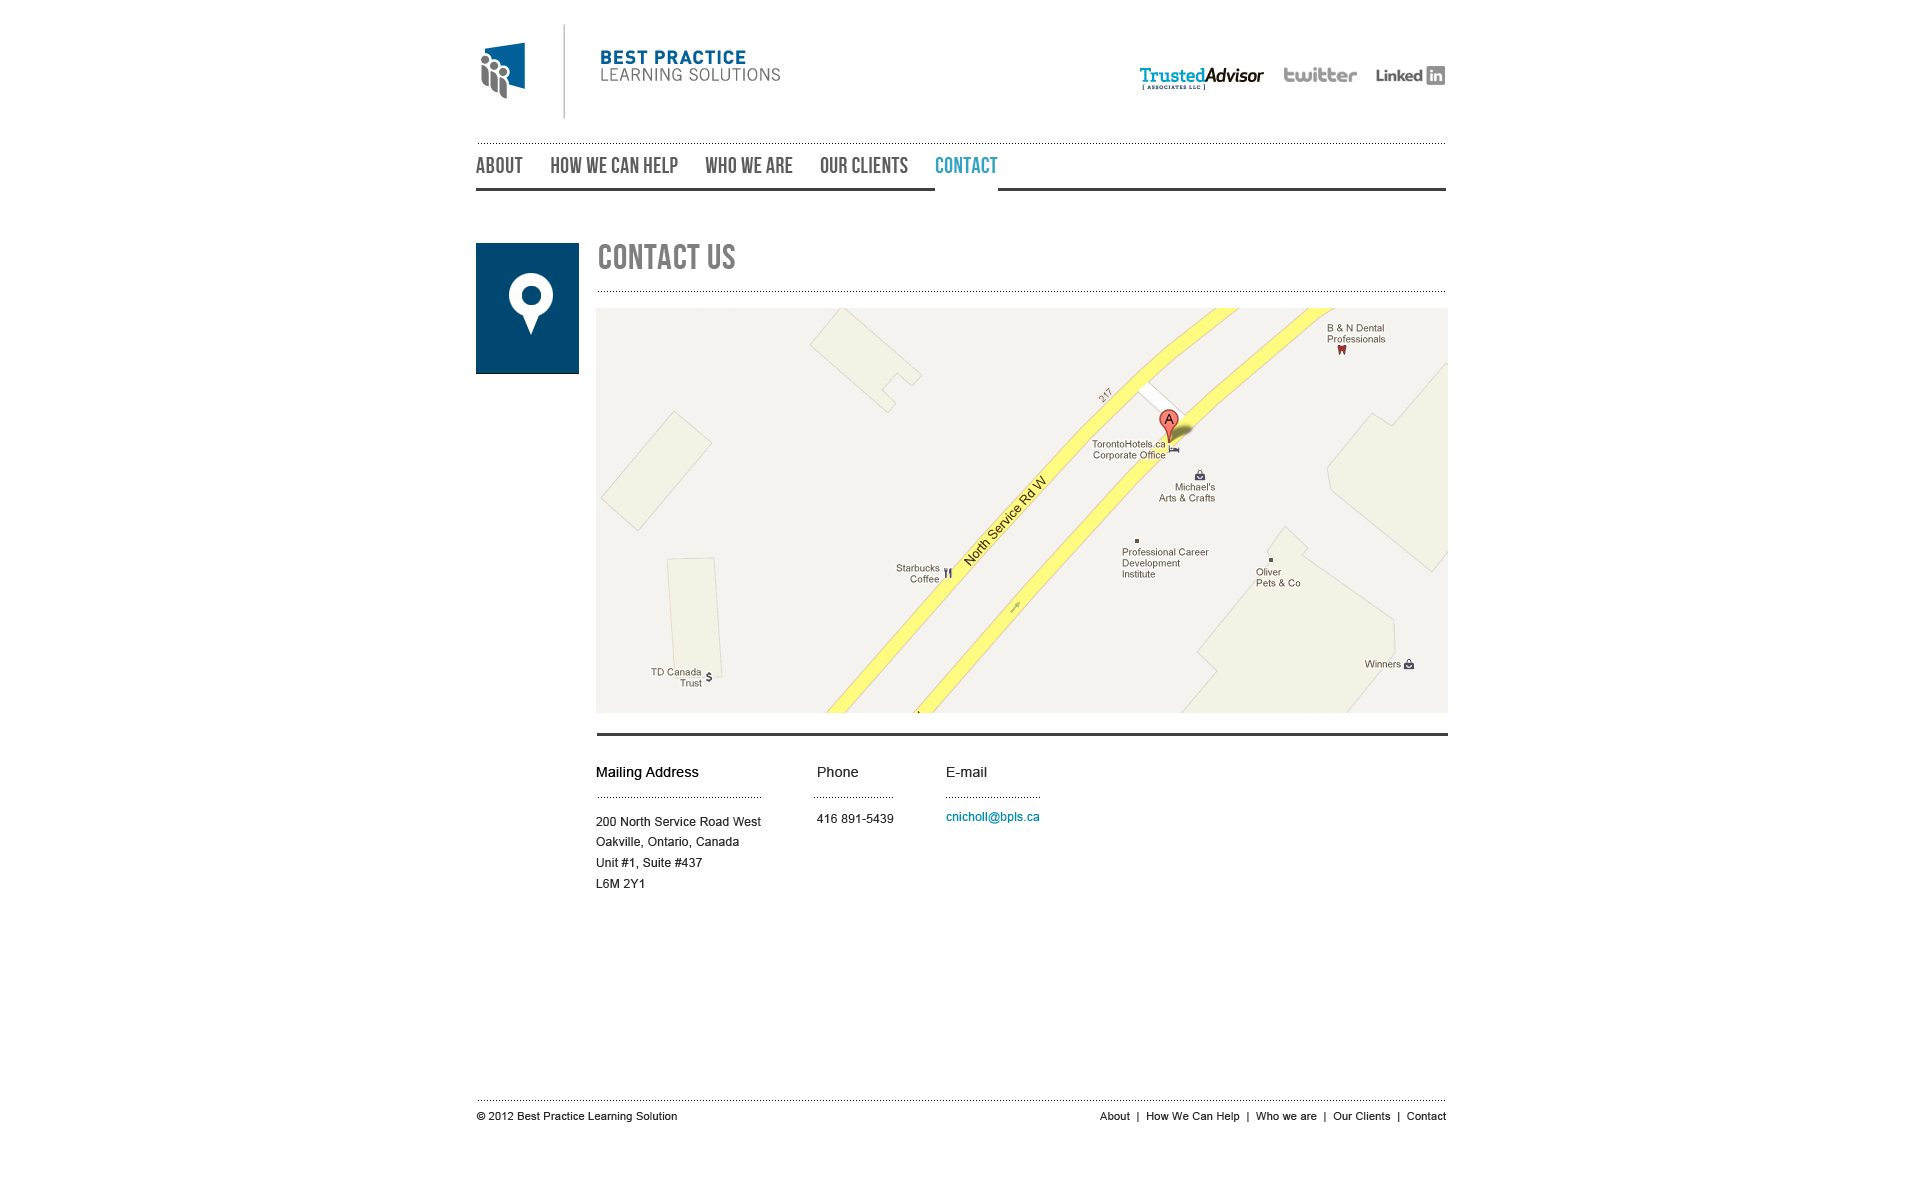 BEST PRACTICE
LEARNING SOLUTIONS
TrustedAdvisor
[ ASSOCIATES LLC ]
twitter
Linked in
ABOUT
HOW WE CAN HELP
WHO WE ARE
OUR CLIENTS
CONTACT
CONTACT US
B & N Dental
Professionals
217
A
TorontoHotels.ca
Corporate Office
Michael's
Arts & Crafts
North Service Rd W
Professional Career
Development
Institute
Starbucks
Coffee
Oliver
Pets & Co
Winners
TD Canada
Trust
$
Mailing Address
200 North Service Road West
Oakville, Ontario, Canada
Unit #1, Suite #437
L6M 2Y1
Phone
416 891-5439
E-mail
cnicholl@bpls.ca
© 2012 Best Practice Learning Solution
About | How We Can Help | Who we are | Our Clients | Contact